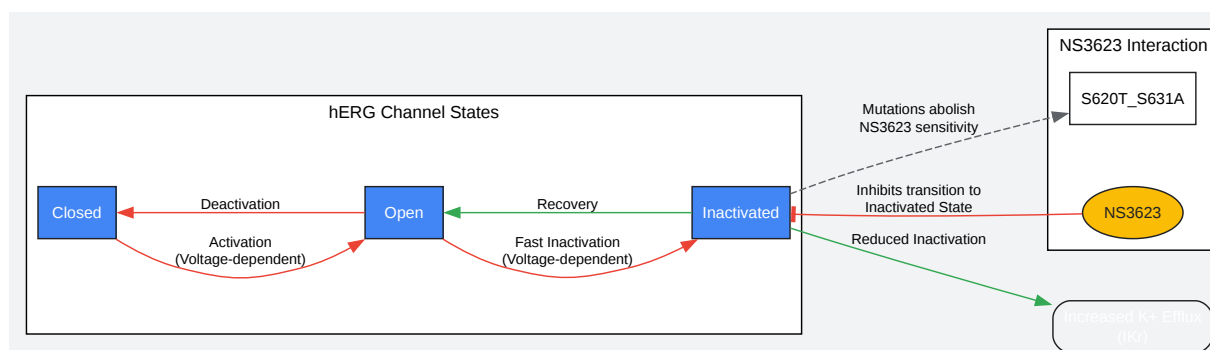 NS3623 Interaction
S620T_S631A
hERG Channel States
Mutations abolish
NS3623 sensitivity
Closed
Deactivation
Open
Recovery
Inactivated
Inhibits transition to
Inactivated State
NS3623
Activation
(Voltage-dependent)
Fast Inactivation
(Voltage-dependent)
Reduced Inactivation
Increased K+ Efflux
(IKr)